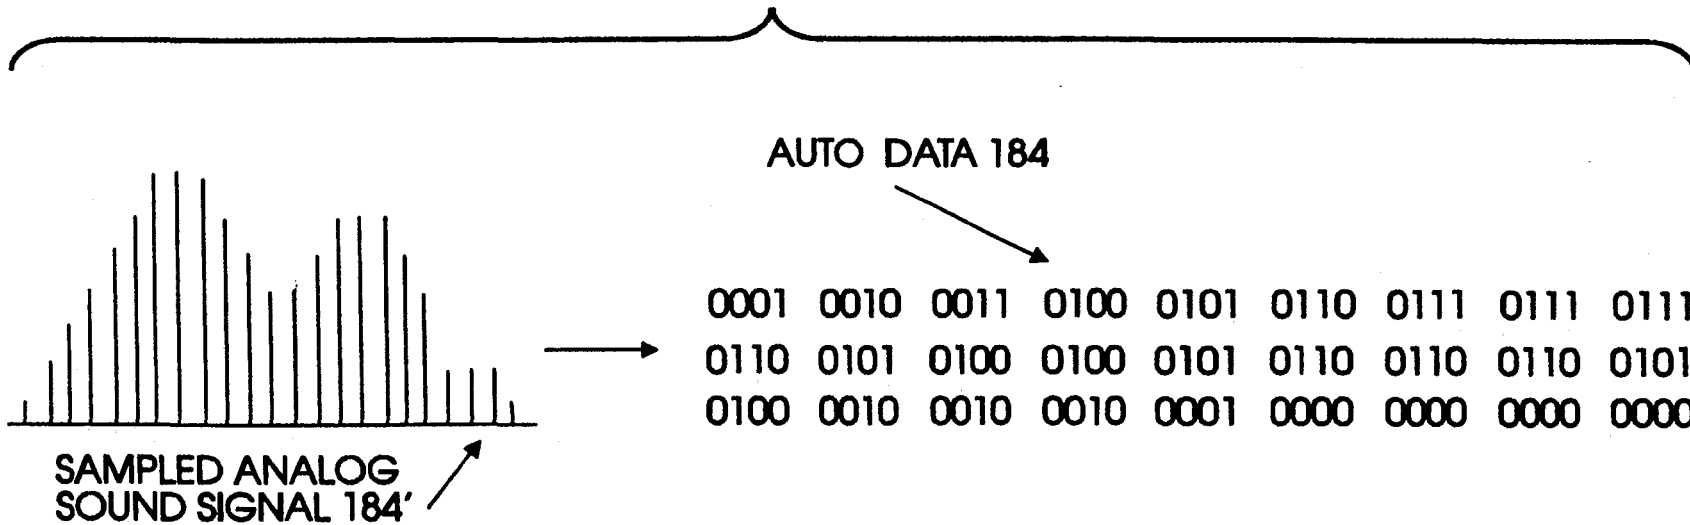 AUTO DATA 184
0001 0010 0011 0100 0101 0110 0111 0111 0111
0110 0101 0100 0100 0101 0110 0110 0110 0101
0100 0010 0010 0010 0001 0000 0000 0000 0000
SAMPLED ANALOG
SOUND SIGNAL 184'